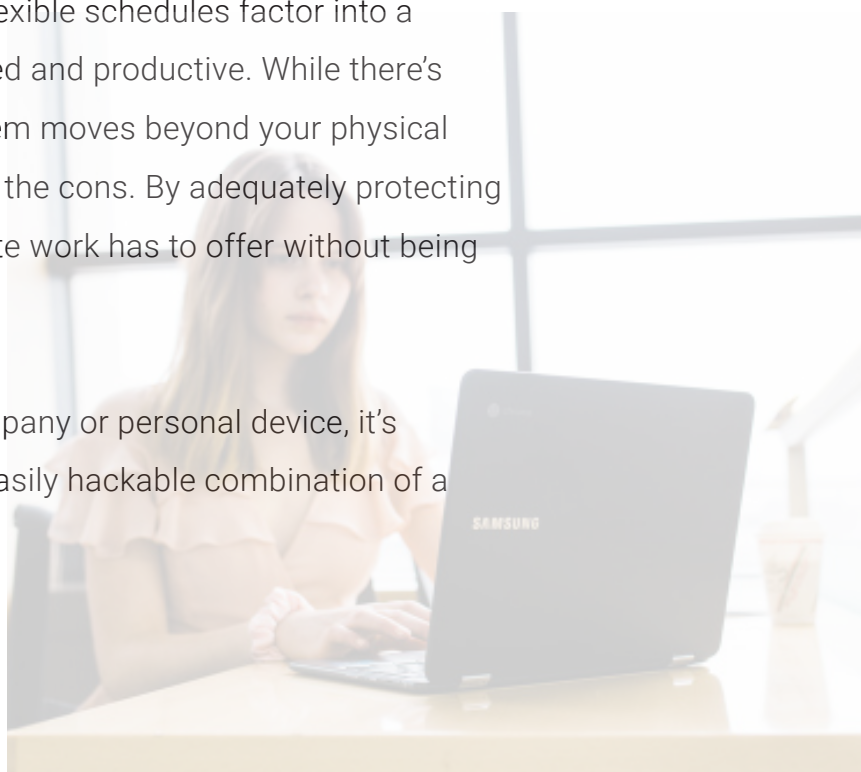 exible schedules factor into a
ed and productive. While there’s
em moves beyond your physical
the cons. By adequately protecting
te work has to offer without being
pany or personal device, it’s
asily hackable combination of a
SAMSUNG